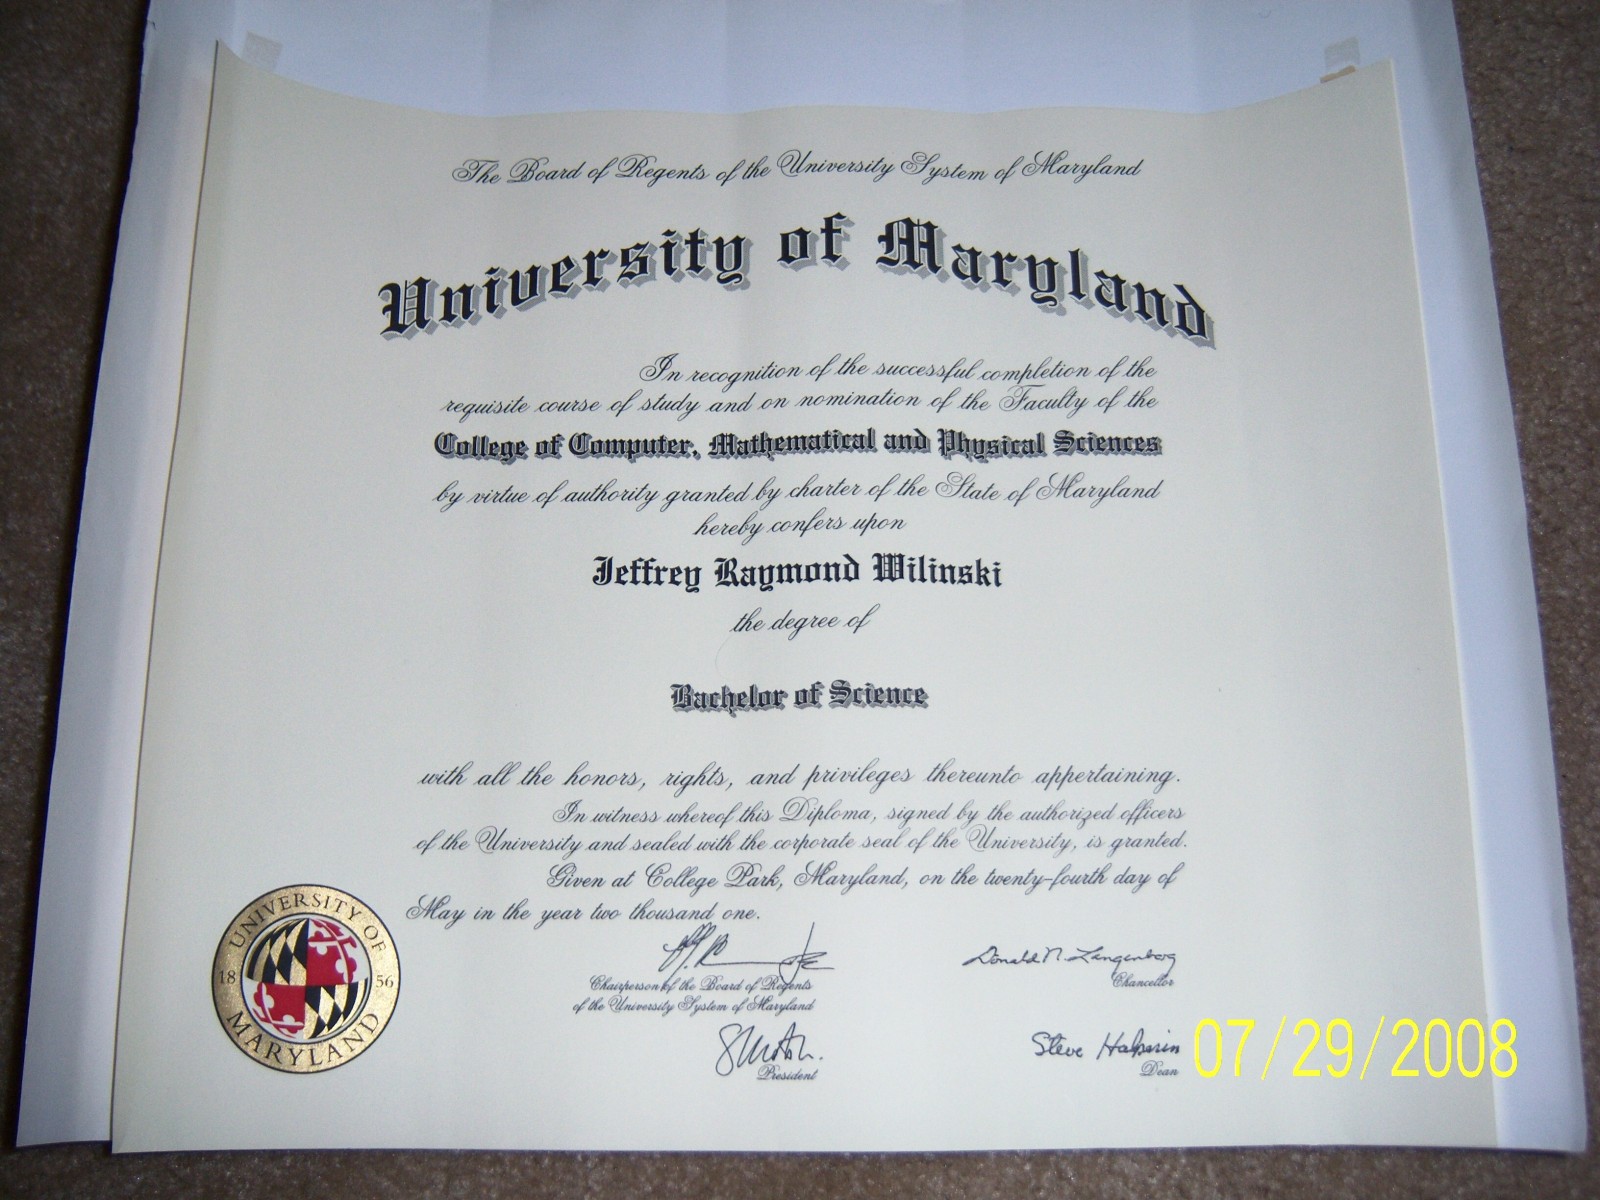 The Board of Regents of the University System of Maryland
University of Maryland
In recognition of the successful completion of the
requisite course of study and on nomination of the Faculty of the
College of Computer, Mathematical and Physical Sciences
by virtue of authority granted by charter of the State of Maryland
hereby confers upon
Jeffrey Raymond Wilinski
the degree of
Bachelor of Science
with all the honors, rights, and privileges thereunto appertaining.
In witness whereof this Diploma, signed by the authorized officers
of the University and sealed with the corporate seal of the University, is granted.
Given at College Park, Maryland, on the twenty-fourth day of
May in the year two thousand one.
UNIVERSITY OF
18 56
MARYLAND
Chairperson of the Board of Regents
of the University System of Maryland
President
Donald N. Langenberg
Chancellor
Steve Halperin
Dean
07/29/2008